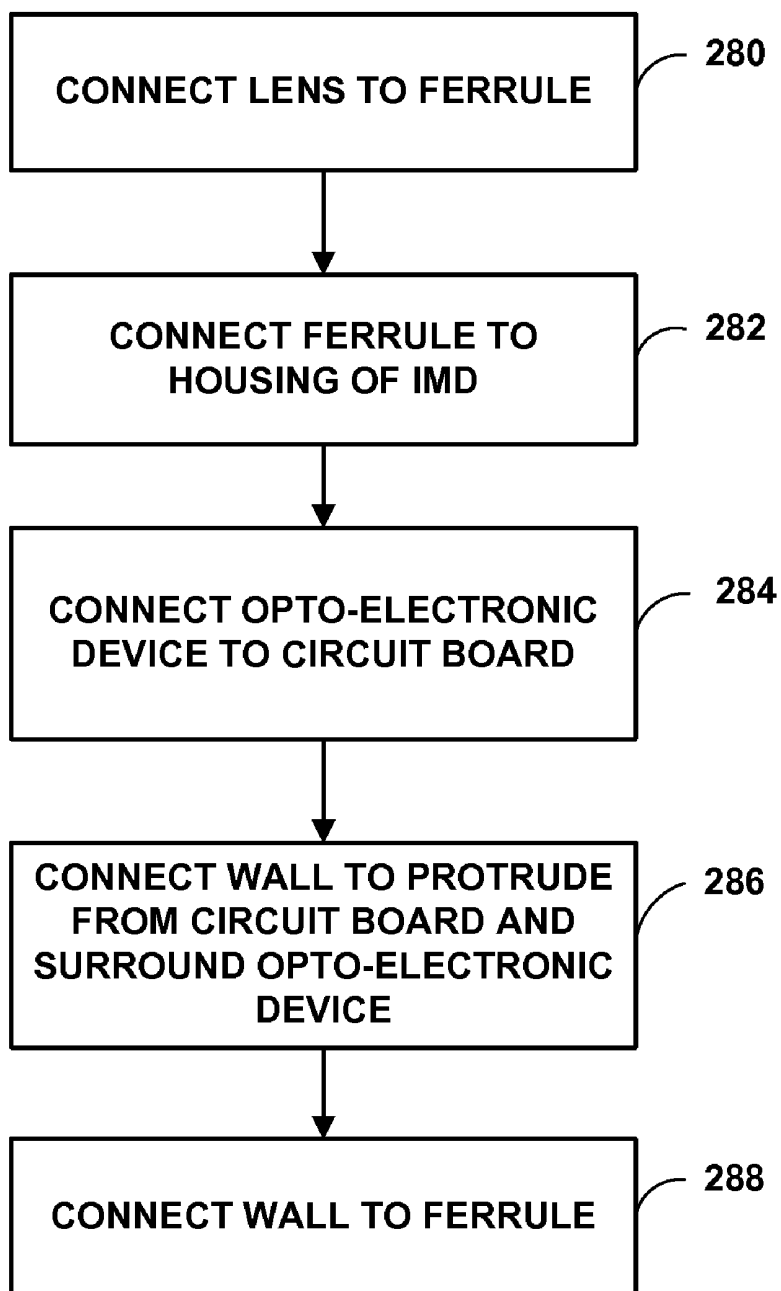 CONNECT LENS TO FERRULE
280
CONNECT FERRULE TO
HOUSING OF IMD
282
CONNECT OPTO-ELECTRONIC
DEVICE TO CIRCUIT BOARD
284
CONNECT WALL TO PROTRUDE
FROM CIRCUIT BOARD AND
SURROUND OPTO-ELECTRONIC
DEVICE
286
CONNECT WALL TO FERRULE
288